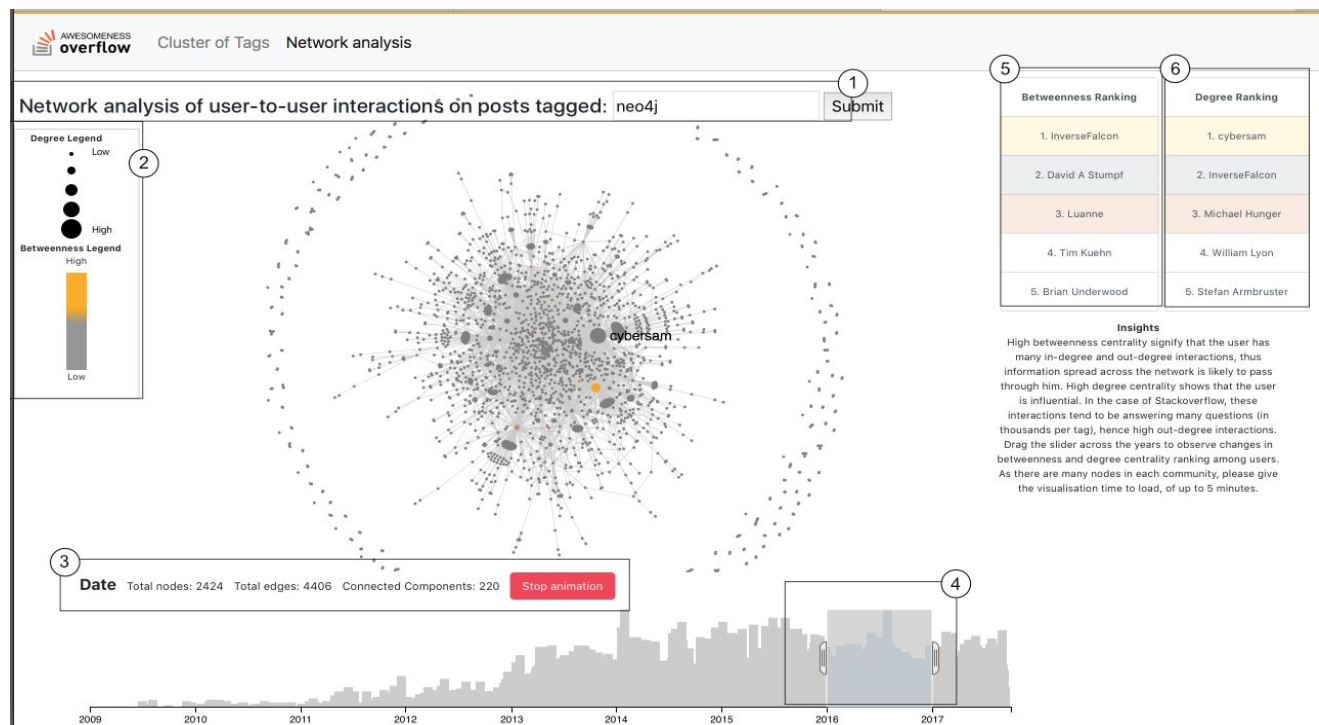 AWESOMENESS
overflow
Cluster of Tags
Network analysis
1
Network analysis of user-to-user interactions on posts tagged:
neo4j
Submit
2
Degree Legend
Low
High
Betweenness Legend
High
Low
cybersam
5
Betweenness Ranking
1. InverseFalcon
2. David A Stumpf
3. Luanne
4. Tim Kuehn
5. Brian Underwood
6
Degree Ranking
1. cybersam
2. InverseFalcon
3. Michael Hunger
4. William Lyon
5. Stefan Armbruster
Insights
High betweenness centrality signify that the user has
many in-degree and out-degree interactions, thus
information spread across the network is likely to pass
through him. High degree centrality shows that the user
is influential. In the case of Stackoverflow, these
interactions tend to be answering many questions (in
thousands per tag), hence high out-degree interactions.
Drag the slider across the years to observe changes in
betweenness and degree centrality ranking among users.
As there are many nodes in each community, please give
the visualisation time to load, of up to 5 minutes.
3
Date Total nodes: 2424 Total edges: 4406 Connected Components: 220 Stop animation
4
2009 2010 2011 2012 2013 2014 2015 2016 2017